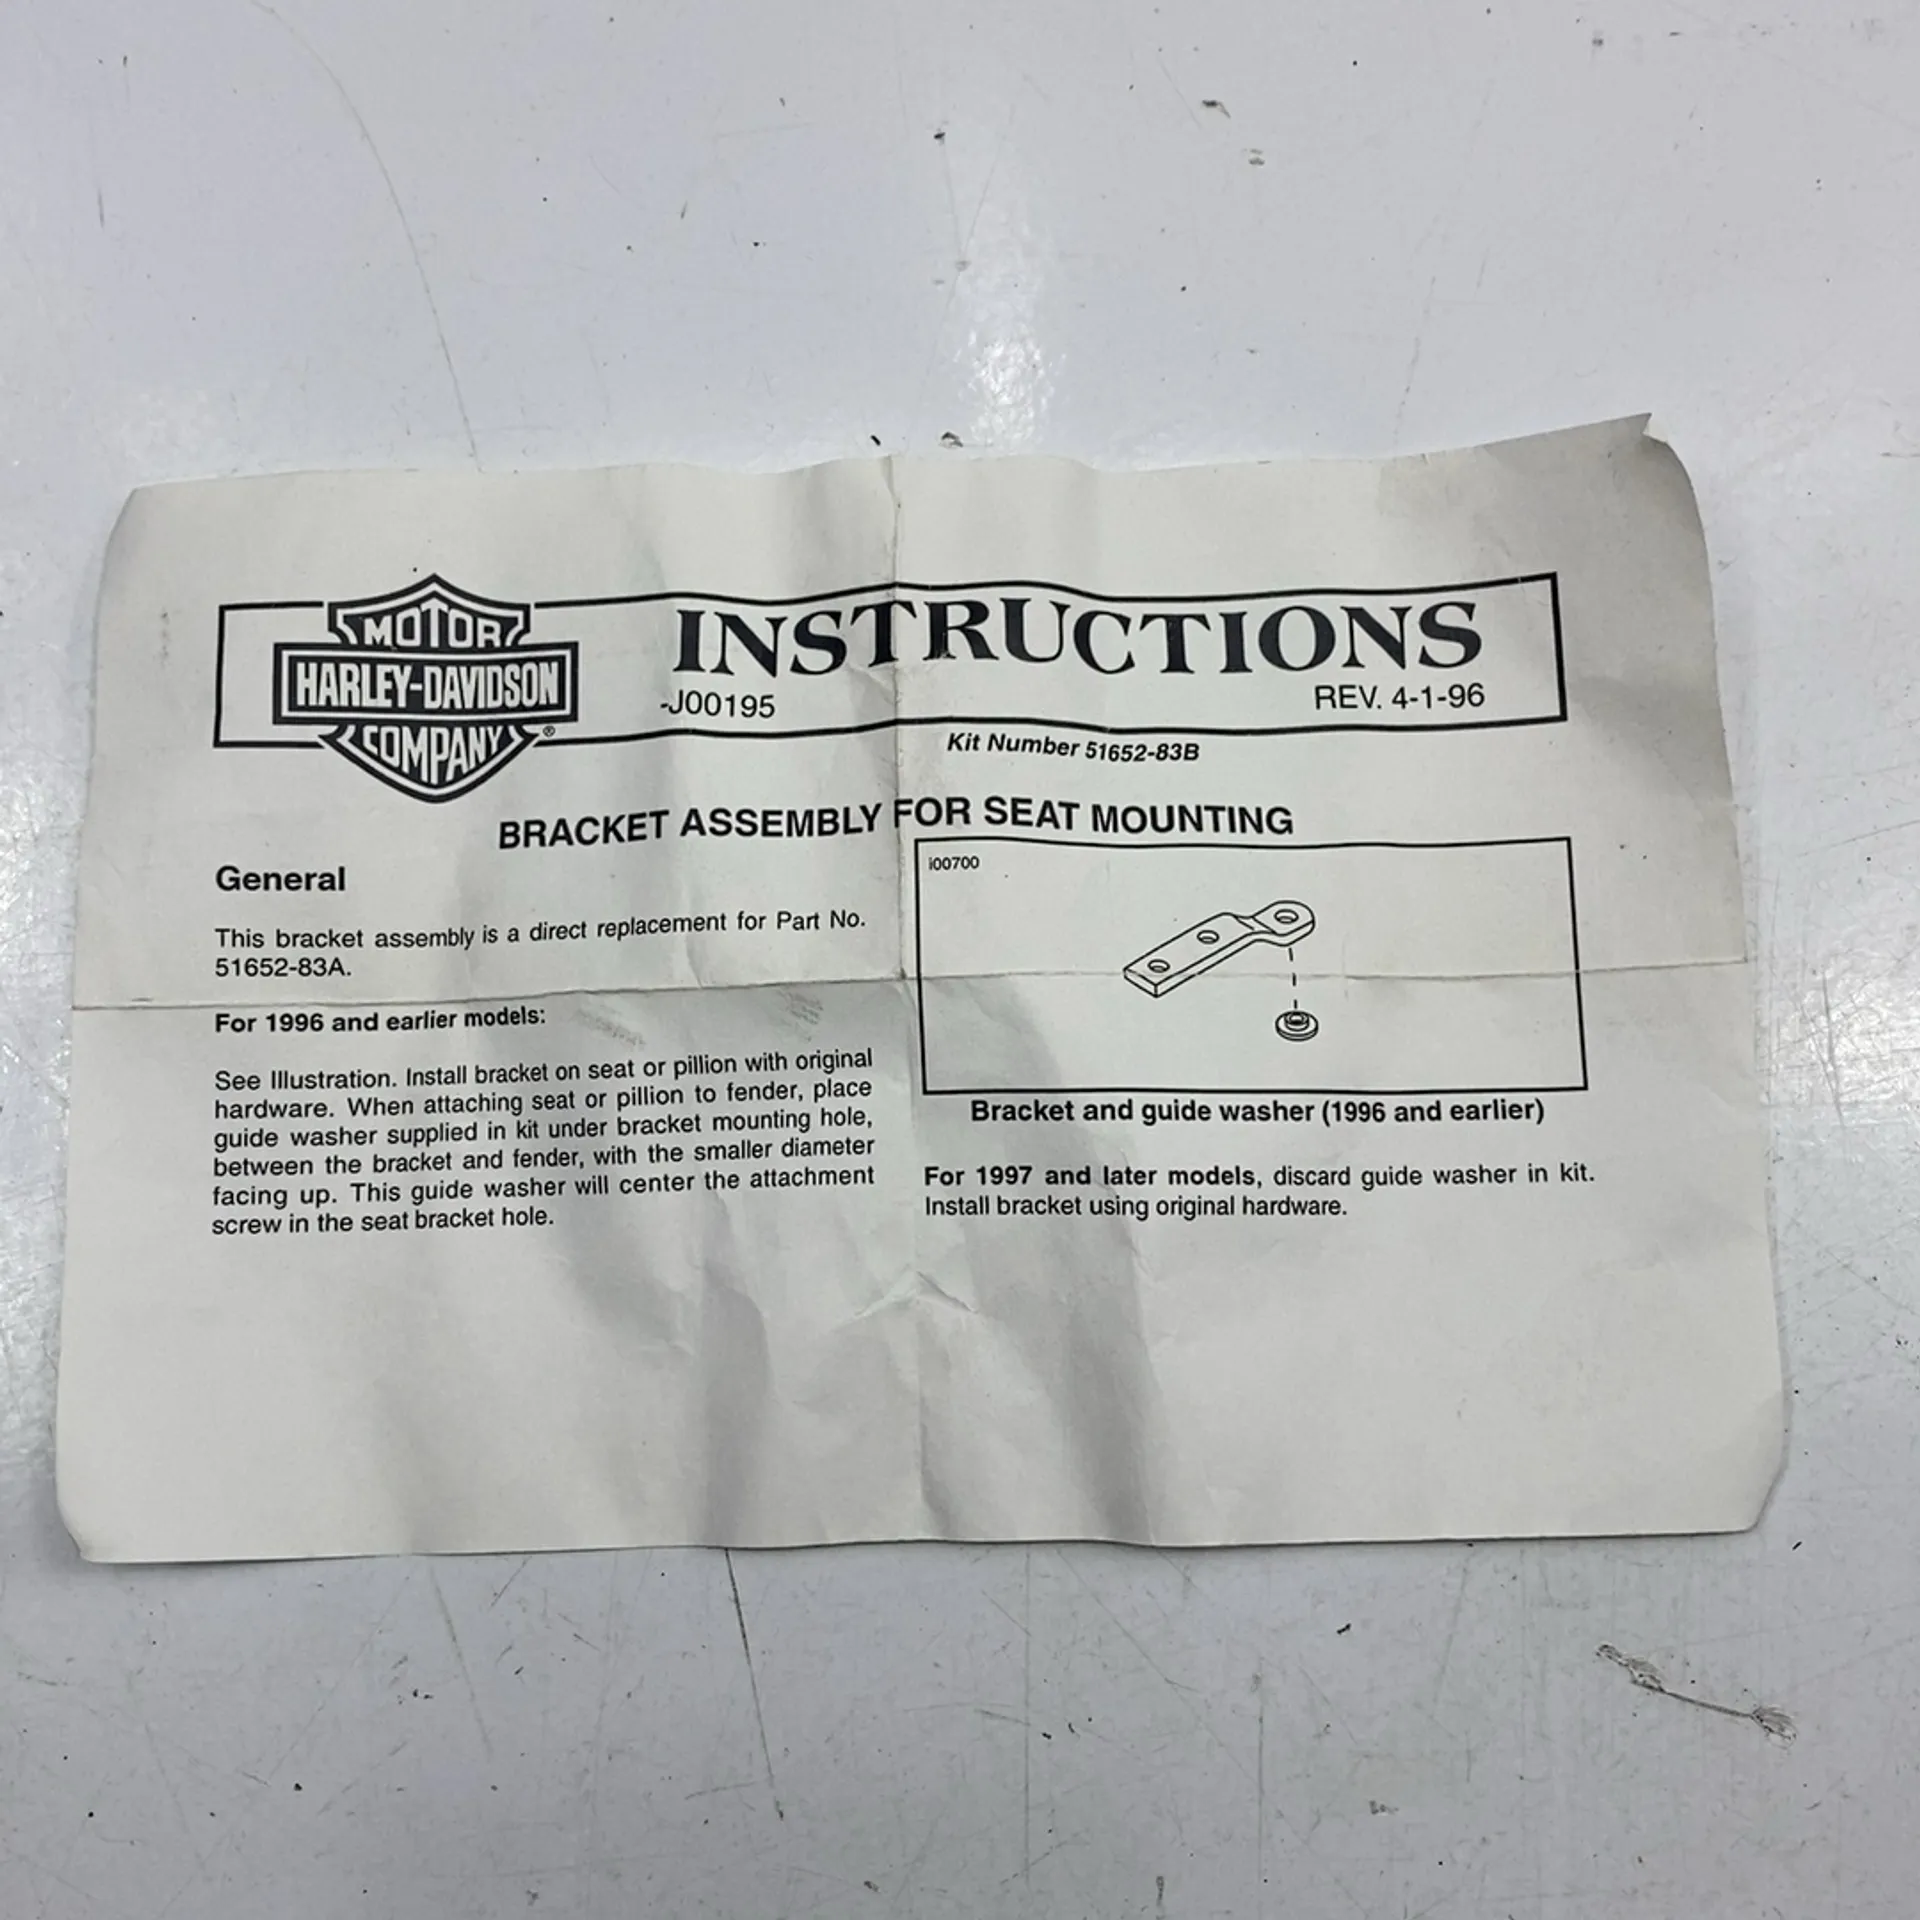 MOTOR
HARLEY-DAVIDSON
COMPANY®
INSTRUCTIONS
-J00195
REV. 4-1-96
Kit Number 51652-83B
BRACKET ASSEMBLY FOR SEAT MOUNTING
General
This bracket assembly is a direct replacement for Part No.
51652-83A.
For 1996 and earlier models:
See Illustration. Install bracket on seat or pillion with original
hardware. When attaching seat or pillion to fender, place
guide washer supplied in kit under bracket mounting hole,
between the bracket and fender, with the smaller diameter
facing up. This guide washer will center the attachment
screw in the seat bracket hole.
i00700
Bracket and guide washer (1996 and earlier)
For 1997 and later models, discard guide washer in kit.
Install bracket using original hardware.